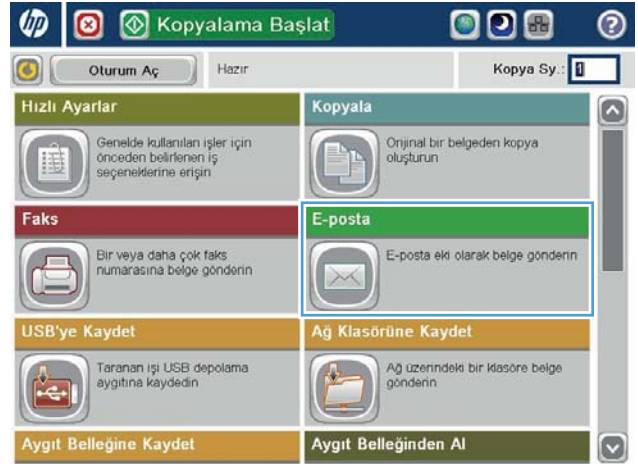 hp Kopyalama Başlat ?
Oturum Aç Hazır Kopya Sy.: 1
Hızlı Ayarlar
Genelde kullanılan işler için
önceden belirlenen iş
seçeneklerine erişin
Kopyala
Orijinal bir belgeden kopya
oluşturun
Faks
Bir veya daha çok faks
numarasına belge gönderin
E-posta
E-posta eki olarak belge gönderin
USB'ye Kaydet
Taranan işi USB depolama
aygıtına kaydedin
Ağ Klasörüne Kaydet
Ağ üzerindeki bir klasöre belge
gönderin
Aygıt Belleğine Kaydet
Aygıt Belleğinden Al